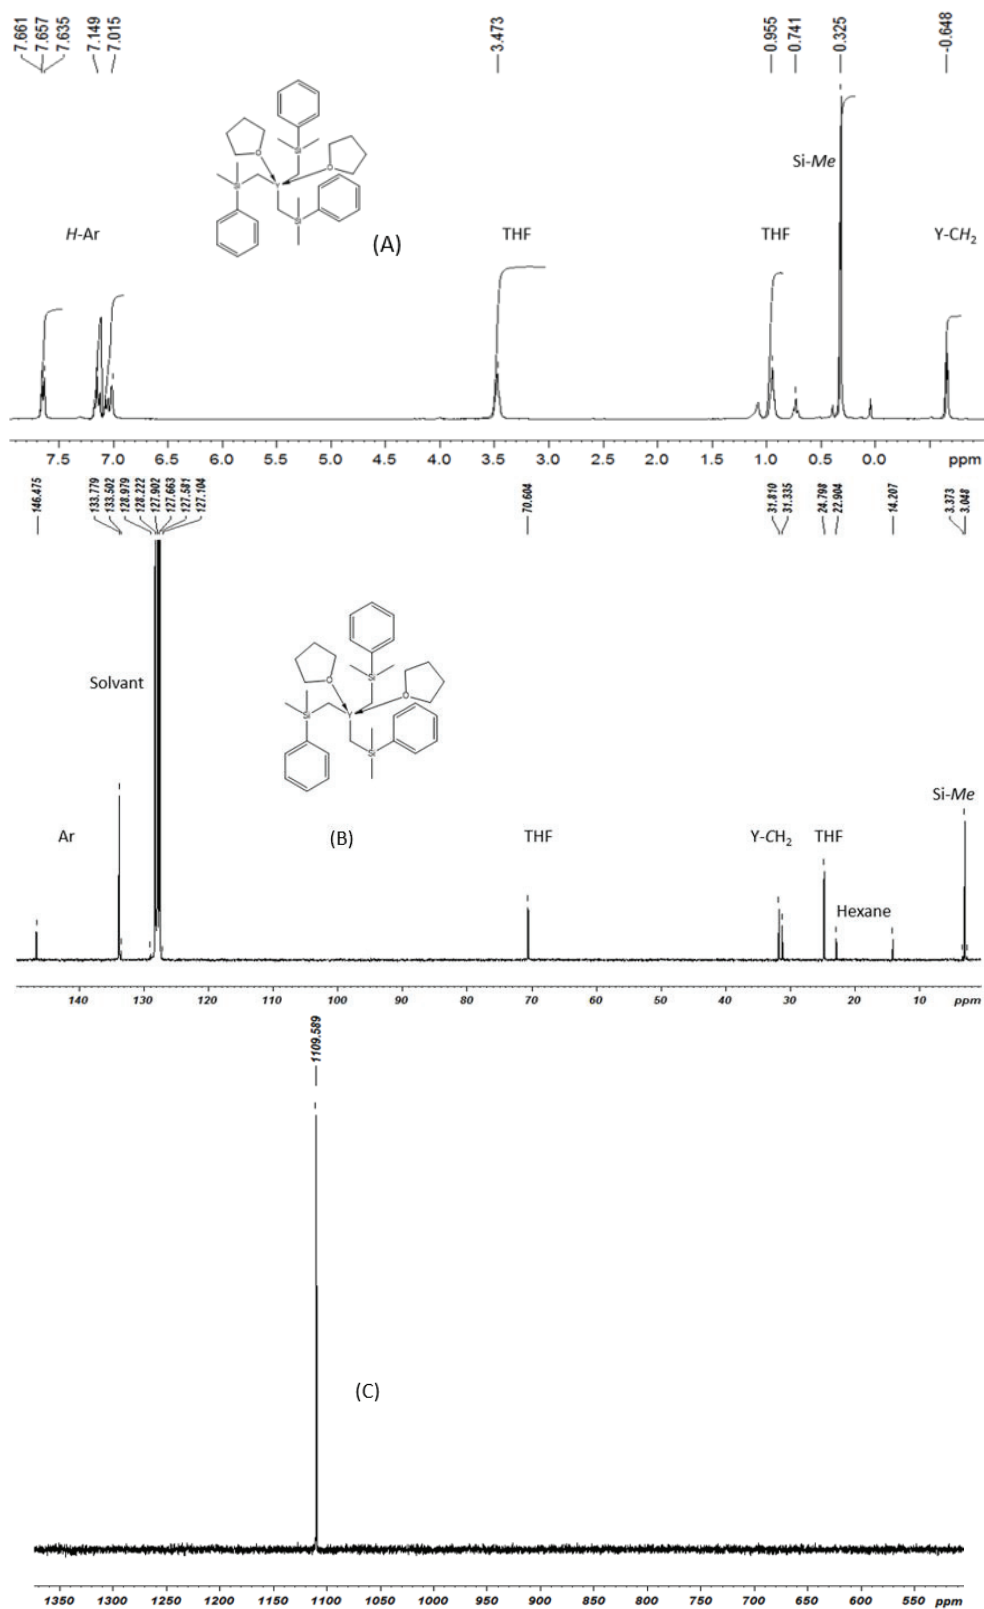 7.661
7.657
7.635
7.149
7.015
3.473
0.955
0.741
0.325
-0.648
Si
O
O
Si
Y
Si
Si-Me
H-Ar
(A)
THF
THF
Y-CH2
7.5 7.0 6.5 6.0 5.5 5.0 4.5 4.0 3.5 3.0 2.5 2.0 1.5 1.0 0.5 0.0 ppm
146.475
133.779
133.502
128.979
128.222
127.902
127.663
127.581
127.104
70.604
31.810
31.335
24.798
22.904
14.207
3.373
3.048
Solvant
Si
O
O
Si
Y
Si
Si-Me
Ar
(B)
THF
Y-CH2
THF
Hexane
140 130 120 110 100 90 80 70 60 50 40 30 20 10 ppm
1109.589
(C)
1350 1300 1250 1200 1150 1100 1050 1000 950 900 850 800 750 700 650 600 550 ppm